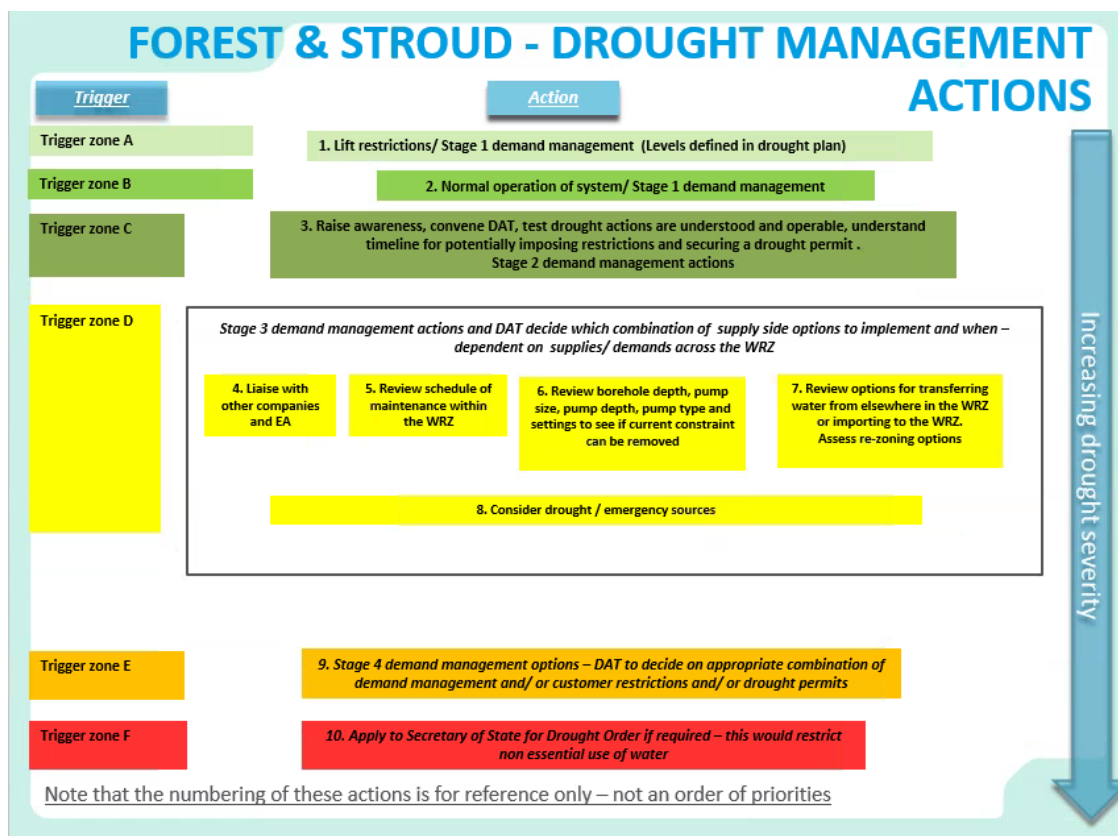 FOREST & STROUD - DROUGHT MANAGEMENT
ACTIONS
Trigger
Action
Trigger zone A
1. Lift restrictions/ Stage 1 demand management  (Levels defined in drought plan)
Trigger zone B
2. Normal operation of system/ Stage 1 demand management
Trigger zone C
3. Raise awareness, convene DAT, test drought actions are understood and operable, understand
timeline for potentially imposing restrictions and securing a drought permit .
Stage 2 demand management actions
Trigger zone D
Stage 3 demand management actions and DAT decide which combination of  supply side options to implement and when –
dependent on  supplies/ demands across the WRZ
4. Liaise with
other companies
and EA
5. Review schedule of
maintenance within
the WRZ
6. Review borehole depth, pump
size, pump depth, pump type and
settings to see if current constraint
can be removed
7. Review options for transferring
water from elsewhere in the WRZ
or importing to the WRZ.
Assess re-zoning options
8. Consider drought / emergency sources
Trigger zone E
9. Stage 4 demand management options – DAT to decide on appropriate combination of
demand management and/ or customer restrictions and/ or drought permits
Trigger zone F
10. Apply to Secretary of State for Drought Order if required – this would restrict
non essential use of water
Increasing drought severity
Note that the numbering of these actions is for reference only – not an order of priorities